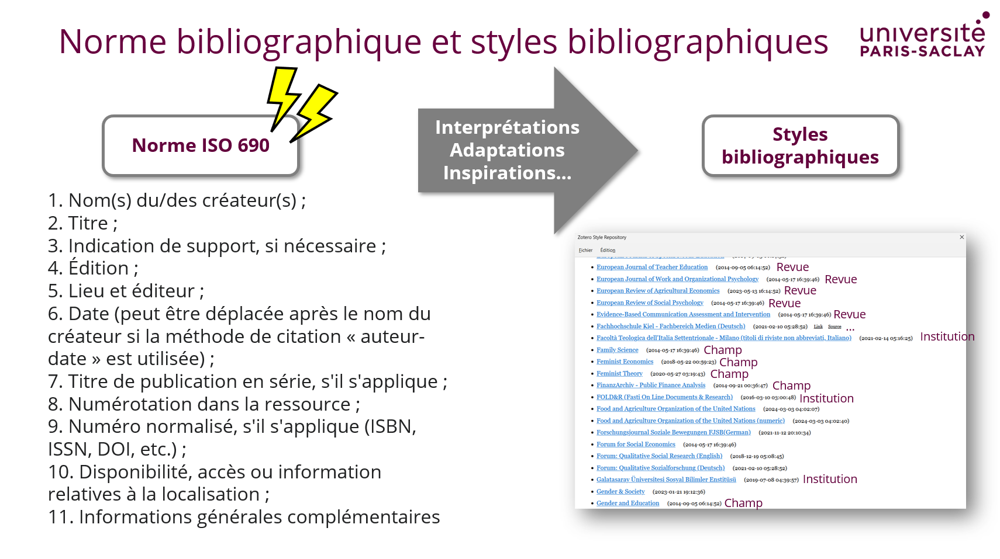 Norme bibliographique et styles bibliographiques
université
PARIS-SACLAY
Norme ISO 690
Interprétations
Adaptations
Inspirations...
Styles
bibliographiques
1. Nom(s) du/des créateur(s) ;
2. Titre ;
3. Indication de support, si nécessaire ;
4. Édition ;
5. Lieu et éditeur ;
6. Date (peut être déplacée après le nom du
créateur si la méthode de citation « auteur-
date » est utilisée) ;
7. Titre de publication en série, s'il s'applique ;
8. Numérotation dans la ressource ;
9. Numéro normalisé, s'il s'applique (ISBN,
ISSN, DOI, etc.) ;
10. Disponibilité, accès ou information
relatives à la localisation ;
11. Informations générales complémentaires
Zotero Style Repository
Fichier Édition
• European Journal of Teacher Education (2014-09-05 06:14:52) Revue
• European Journal of Work and Organizational Psychology (2014-05-17 16:39:46) Revue
• European Review of Agricultural Economics (2023-05-13 16:14:52) Revue
• European Review of Social Psychology (2014-05-17 16:39:46) Revue
• Evidence-Based Communication Assessment and Intervention (2014-05-17 16:39:46) Revue
• Fachhochschule Kiel - Fachbereich Medien (Deutsch) (2021-02-10 05:28:52) Link Source ...
• Facoltà Teologica dell'Italia Settentrionale - Milano (titoli di riviste non abbreviati, Italiano) (2021-02-14 05:16:25) Institution
• Family Science (2014-05-17 16:39:46) Champ
• Feminist Economics (2018-05-22 00:59:23) Champ
• Feminist Theory (2020-05-27 03:19:43) Champ
• FinanzArchiv - Public Finance Analysis (2014-09-21 00:36:47) Champ
• FOLD&R (Fasti On Line Documents & Research) (2016-03-10 03:00:48) Institution
• Food and Agriculture Organization of the United Nations (2024-03-03 04:02:07)
• Food and Agriculture Organization of the United Nations (numeric) (2024-03-03 04:02:40)
• Forschungsjournal Soziale Bewegungen FJSB(German) (2021-11-12 20:10:34)
• Forum for Social Economics (2014-05-17 16:39:46)
• Forum: Qualitative Social Research (English) (2018-12-19 05:08:45)
• Forum: Qualitative Sozialforschung (Deutsch) (2021-02-10 05:28:52)
• Galatasaray Üniversitesi Sosyal Bilimler Enstitüsü (2019-07-08 04:39:57) Institution
• Gender & Society (2023-01-21 19:12:36)
• Gender and Education (2014-09-05 06:14:52) Champ